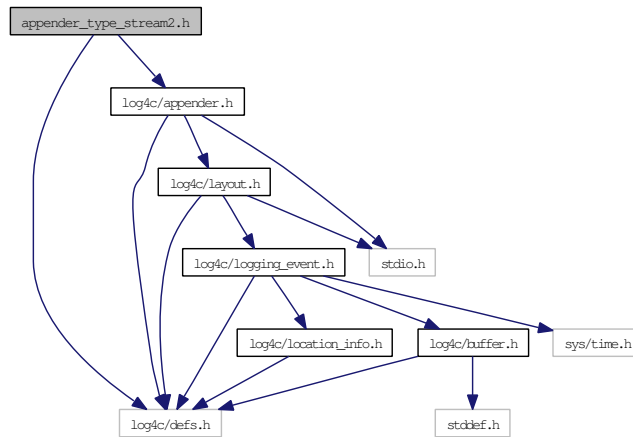 appender_type_stream2.h
log4c/appender.h
log4c/layout.h
log4c/logging_event.h
stdio.h
log4c/location_info.h
log4c/buffer.h
sys/time.h
log4c/defs.h
stddef.h